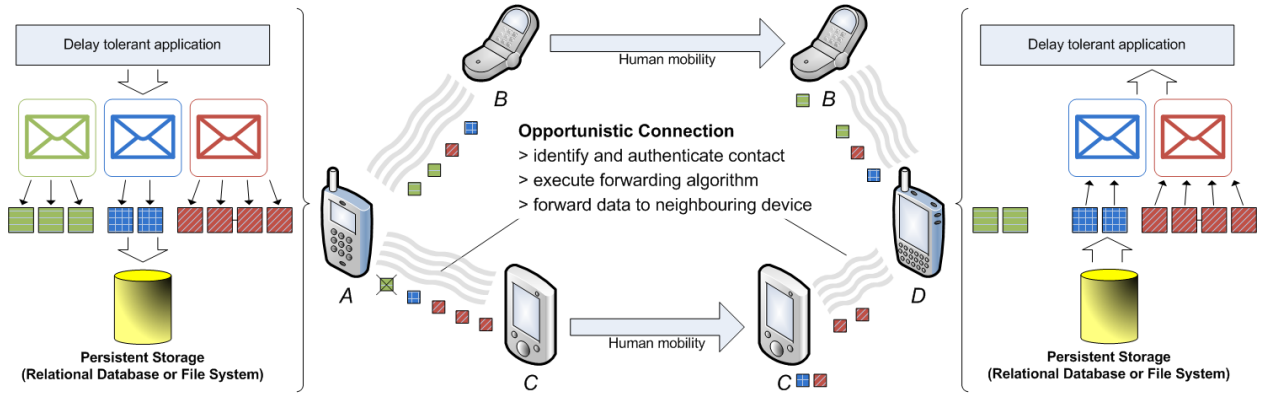 Delay tolerant application
Persistent Storage
(Relational Database or File System)
A
B
Human mobility
B
Opportunistic Connection
> identify and authenticate contact
> execute forwarding algorithm
> forward data to neighbouring device
C
Human mobility
C
D
Delay tolerant application
Persistent Storage
(Relational Database or File System)